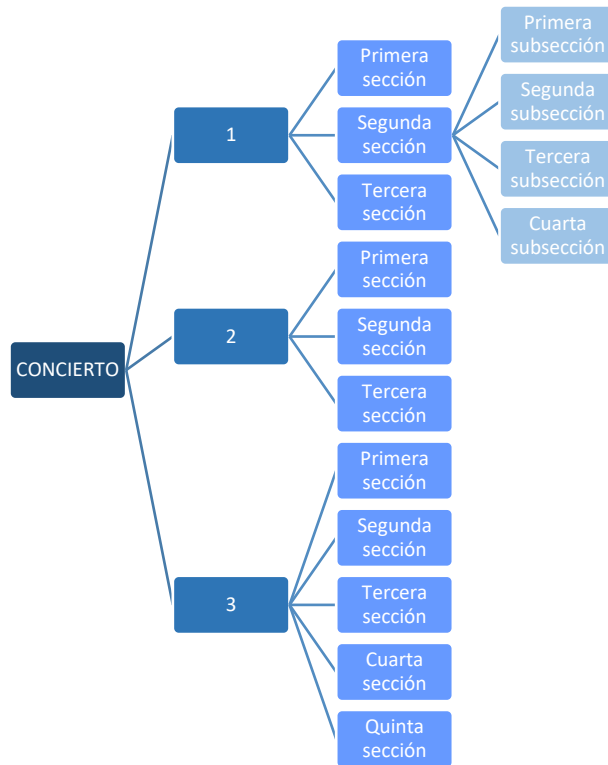 CONCIERTO
1
Primera
sección
Segunda
sección
Primera
subsección
Segunda
subsección
Tercera
subsección
Cuarta
subsección
Tercera
sección
2
Primera
sección
Segunda
sección
Tercera
sección
3
Primera
sección
Segunda
sección
Tercera
sección
Cuarta
sección
Quinta
sección